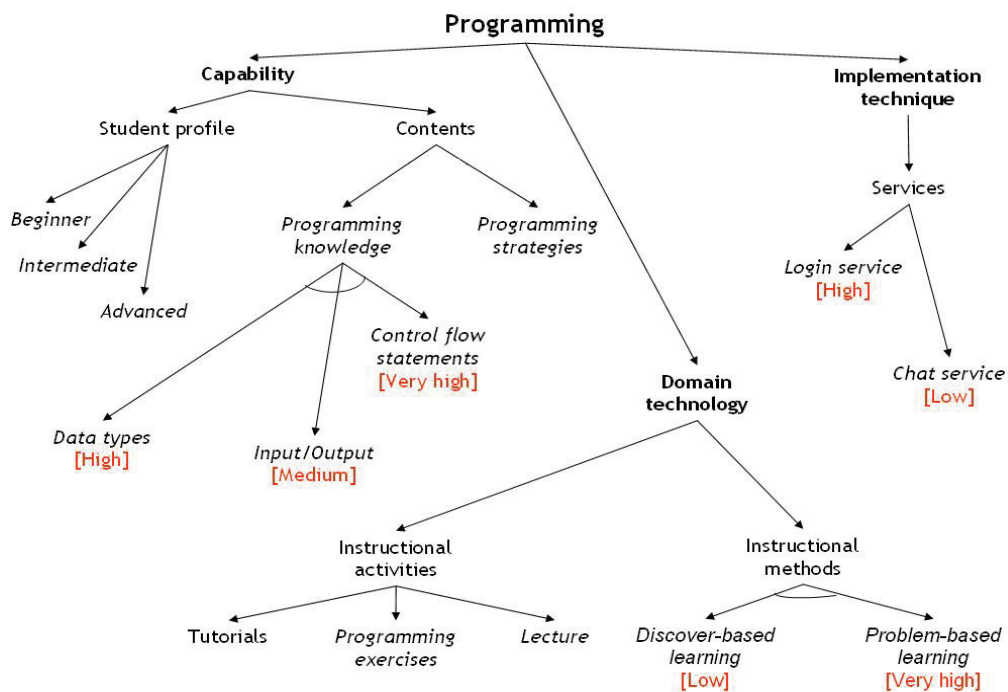 Programming
Capability
Implementation
technique
Student profile
Contents
Services
Beginner
Intermediate
Advanced
Programming
knowledge
Programming
strategies
Login service
[High]
Control flow
statements
[Very high]
Chat service
[Low]
Domain
technology
Data types
[High]
Input/Output
[Medium]
Instructional
activities
Instructional
methods
Tutorials
Programming
exercises
Lecture
Discover-based
learning
[Low]
Problem-based
learning
[Very high]